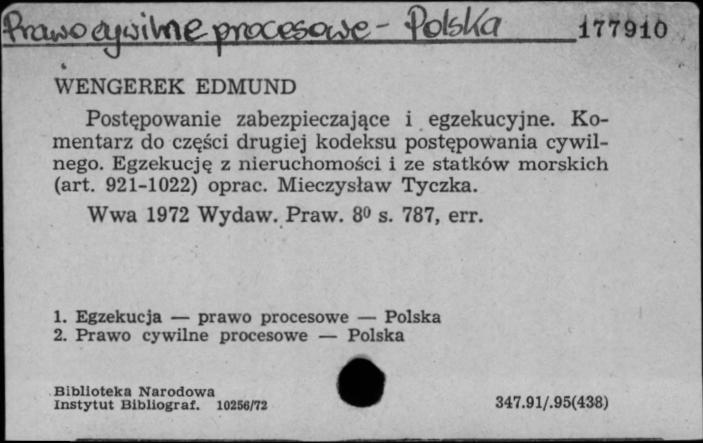 Prawo cywilne procesowe - Polska 177910
WENGEREK EDMUND
Postępowanie zabezpieczające i egzekucyjne. Ko-
mentarz do części drugiej kodeksu postępowania cywil-
nego. Egzekucję z nieruchomości i ze statków morskich
(art. 921-1022) oprac. Mieczysław Tyczka.
Wwa 1972 Wydaw. Praw. 8⁰ s. 787, err.
1. Egzekucja — prawo procesowe — Polska
2. Prawo cywilne procesowe — Polska
Biblioteka Narodowa
Instytut Bibliograf. 10256/72 347.91/.95(438)